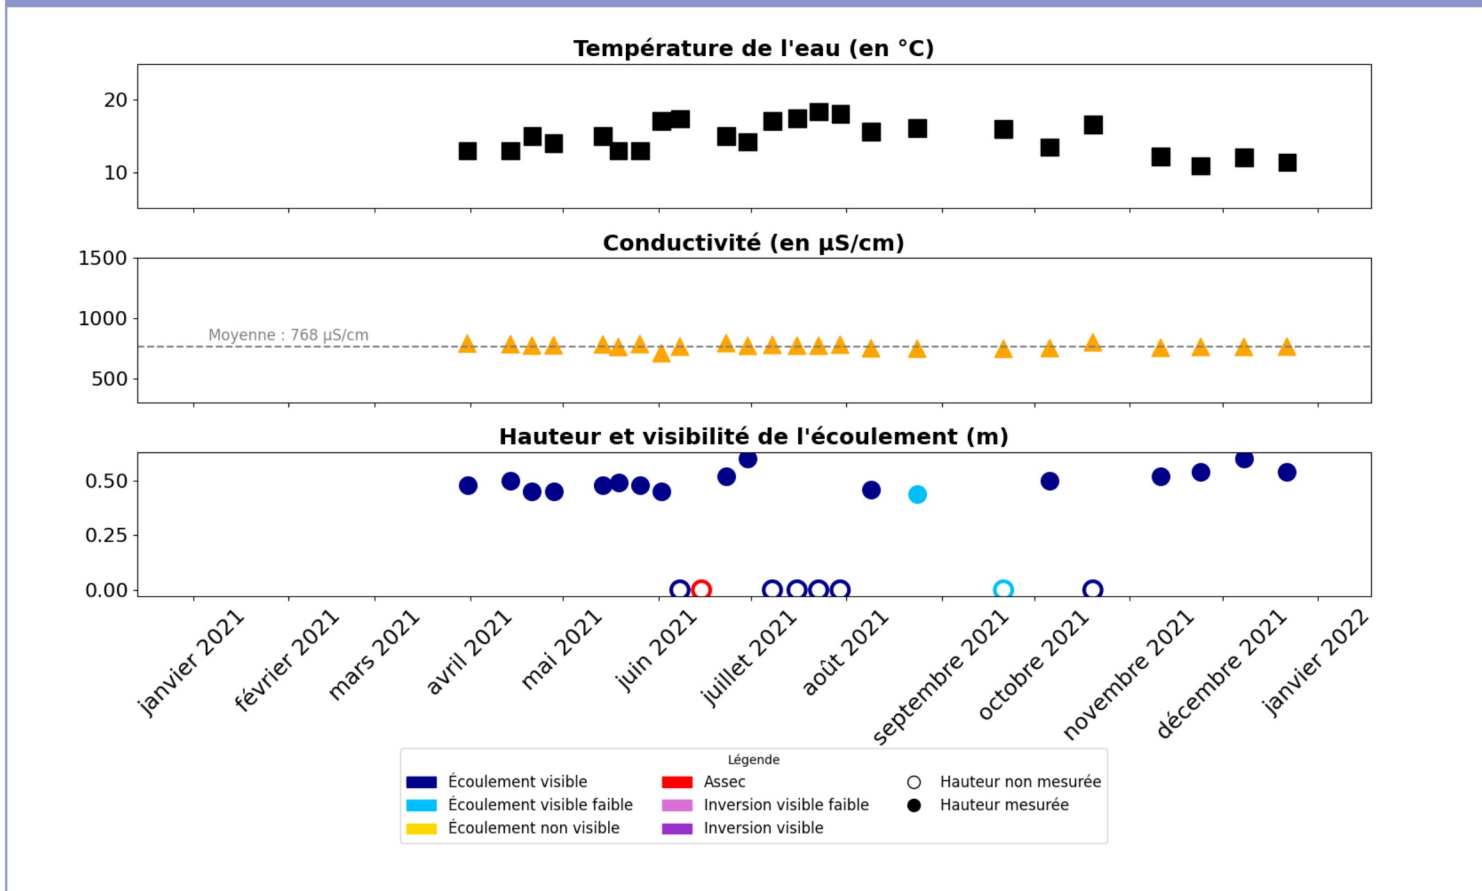 Température de l'eau (en °C)
20
10
Conductivité (en µS/cm)
1500
1000
500
Moyenne : 768 µS/cm
Hauteur et visibilité de l'écoulement (m)
0.50
0.25
0.00
janvier 2021
février 2021
mars 2021
avril 2021
mai 2021
juin 2021
juillet 2021
août 2021
septembre 2021
octobre 2021
novembre 2021
décembre 2021
janvier 2022
Légende
Écoulement visible
Écoulement visible faible
Écoulement non visible
Assec
Inversion visible faible
Inversion visible
Hauteur non mesurée
Hauteur mesurée